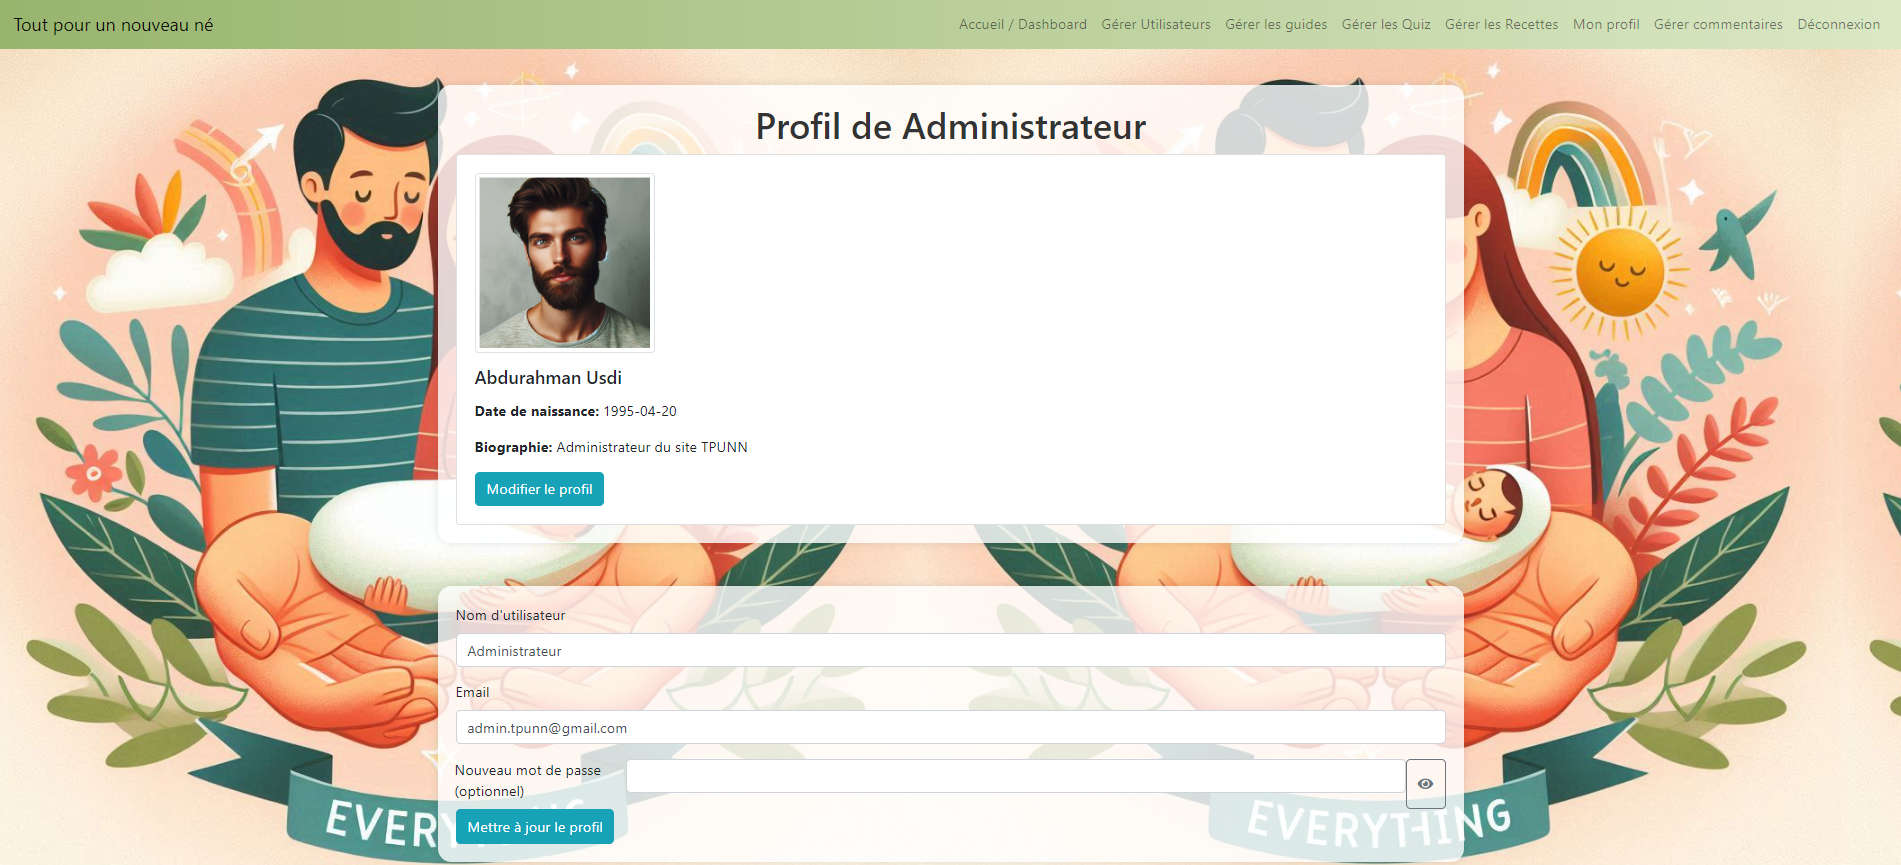 Tout pour un nouveau né
Accueil / Dashboard Gérer Utilisateurs Gérer les guides Gérer les Quiz Gérer les Recettes Mon profil Gérer commentaires Déconnexion
Profil de Administrateur
Abdurahman Usdi
Date de naissance: 1995-04-20
Biographie: Administrateur du site TPUNN
Modifier le profil
Nom d'utilisateur
Administrateur
Email
admin.tpunn@gmail.com
Nouveau mot de passe
(optionnel)
Mettre à jour le profil
EVERYTHING